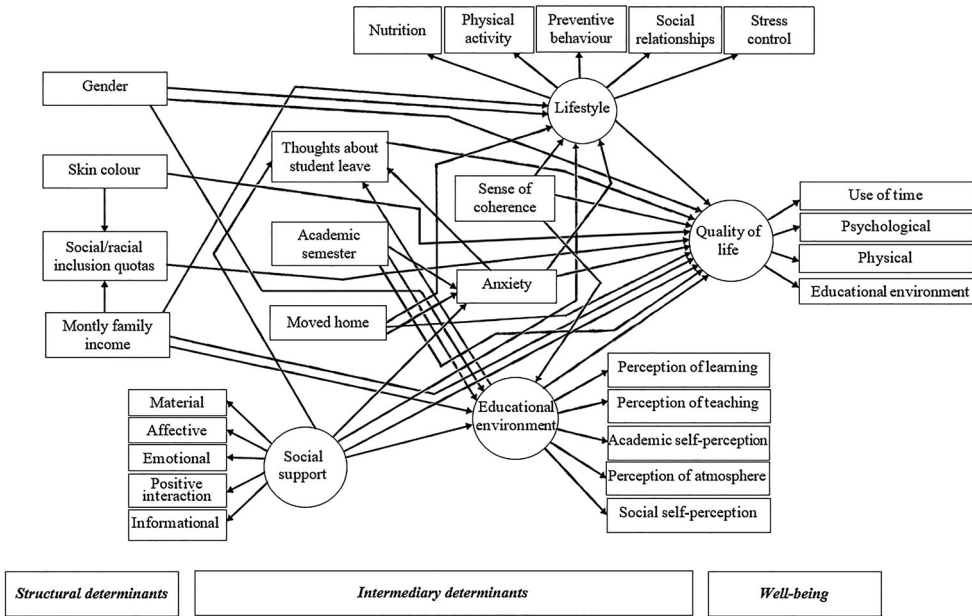 Nutrition
Physical
activity
Preventive
behaviour
Social
relationships
Stress
control
Gender
Lifestyle
Thoughts about
student leave
Skin colour
Sense of
coherence
Use of time
Social/racial
inclusion quotas
Academic
semester
Quality of
life
Psychological
Physical
Anxiety
Educational environment
Montly family
income
Moved home
Perception of learning
Material
Educational
environment
Perception of teaching
Affective
Social
support
Academic self-perception
Emotional
Perception of atmosphere
Positive
interaction
Social self-perception
Informational
Structural determinants
Intermediary determinants
Well-being